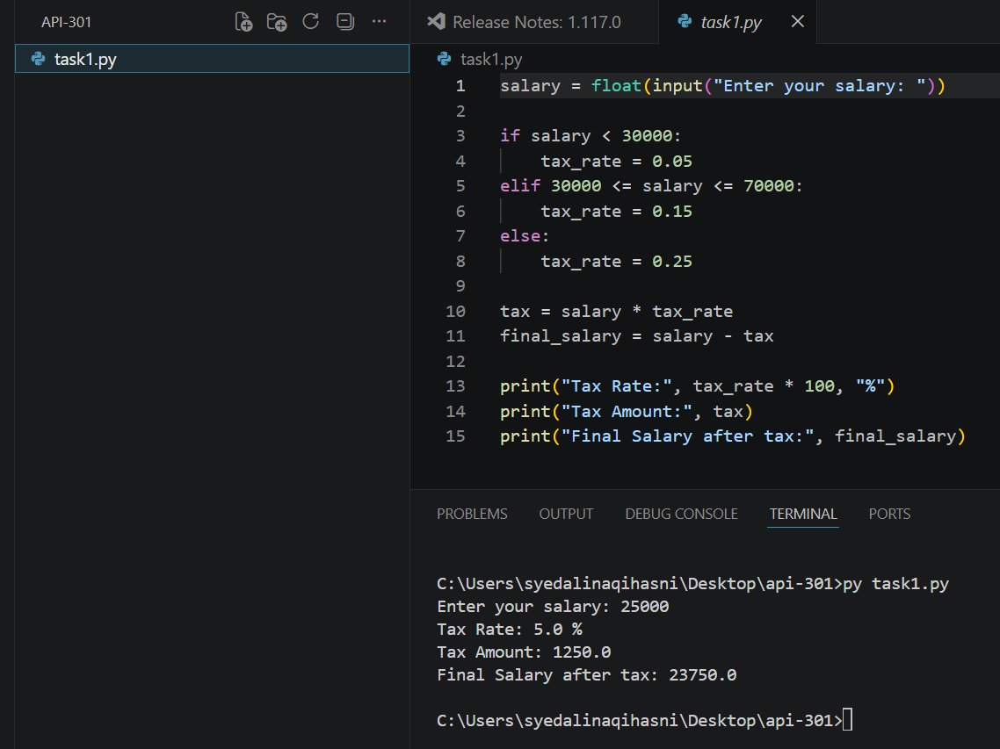 API-301
Release Notes: 1.117.0
task1.py
task1.py
task1.py
1 salary = float(input("Enter your salary: "))
2
3 if salary < 30000:
4     tax_rate = 0.05
5 elif 30000 <= salary <= 70000:
6     tax_rate = 0.15
7 else:
8     tax_rate = 0.25
9
10 tax = salary * tax_rate
11 final_salary = salary - tax
12
13 print("Tax Rate:", tax_rate * 100, "%")
14 print("Tax Amount:", tax)
15 print("Final Salary after tax:", final_salary)
PROBLEMS OUTPUT DEBUG CONSOLE TERMINAL PORTS
C:\Users\syedalinaqihasni\Desktop\api-301>py task1.py
Enter your salary: 25000
Tax Rate: 5.0 %
Tax Amount: 1250.0
Final Salary after tax: 23750.0
C:\Users\syedalinaqihasni\Desktop\api-301>